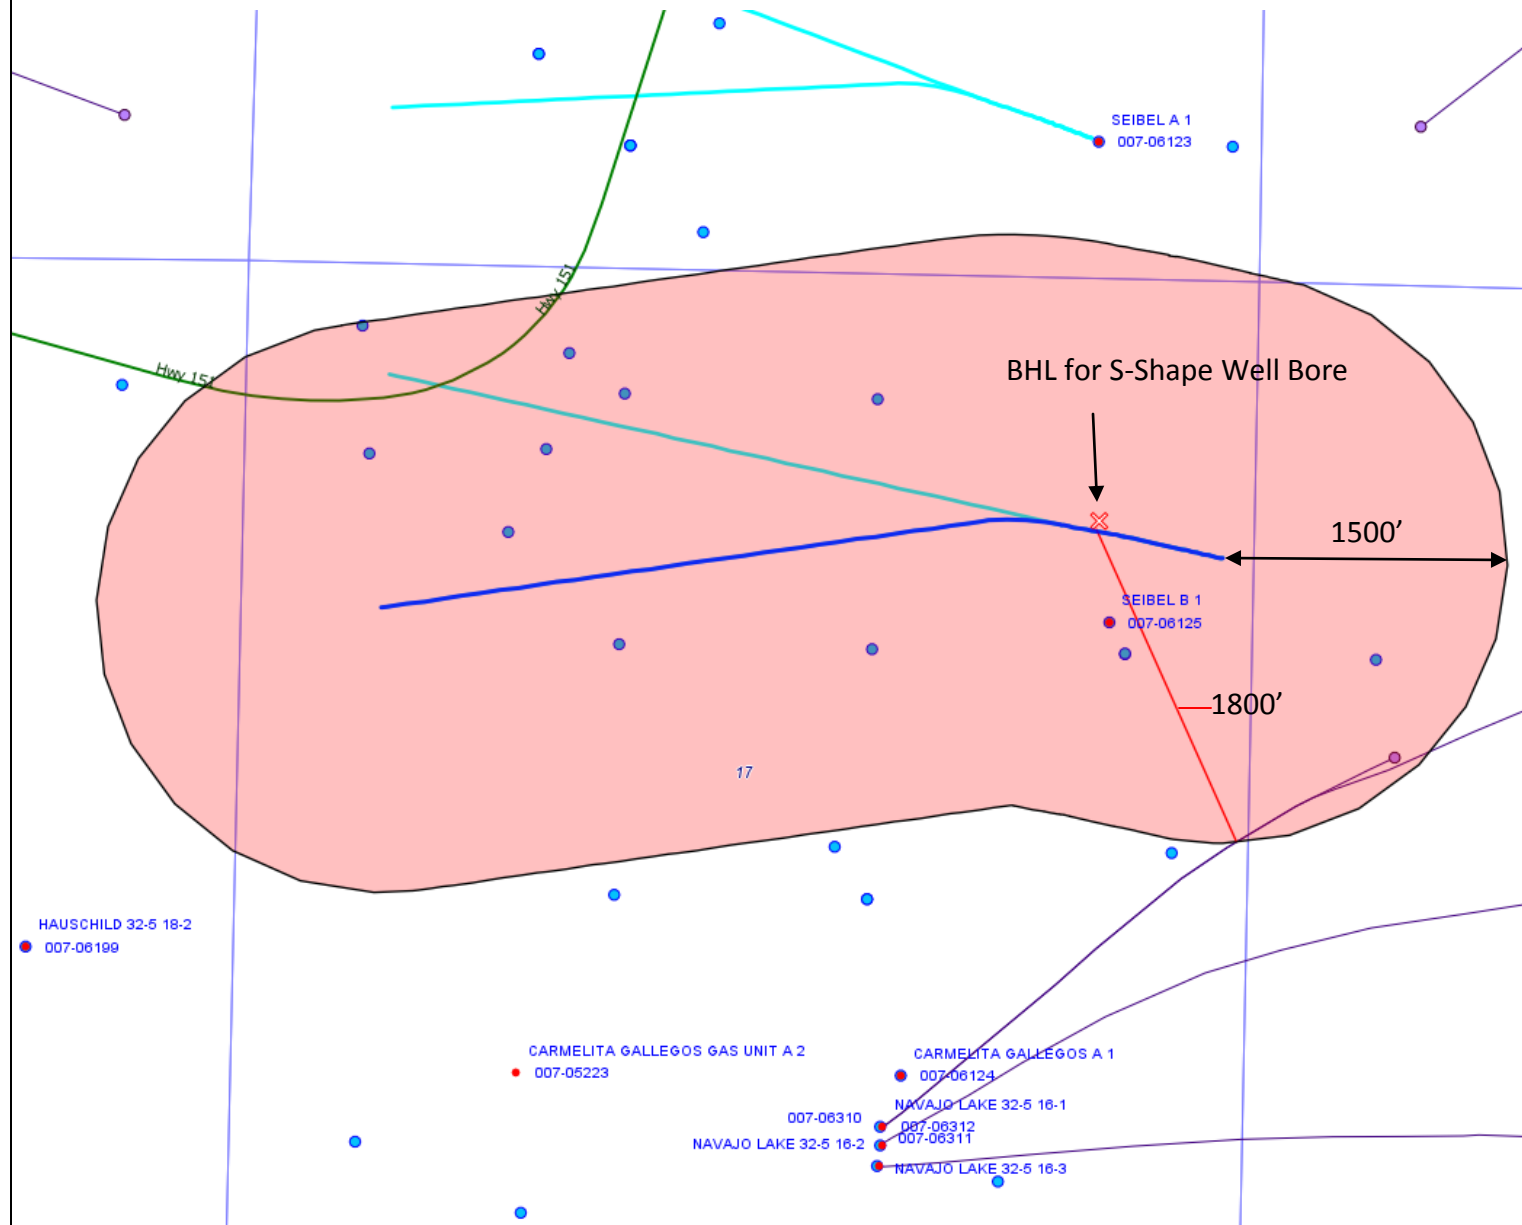 SEIBEL A 1
007-06123
Hwy 151
Hwy 151
BHL for S-Shape Well Bore
1500’
SEIBEL B 1
007-06125
1800’
17
HAUSCHILD 32-5 18-2
007-06199
CARMELITA GALLEGOS GAS UNIT A 2
007-05223
CARMELITA GALLEGOS A 1
007-06124
NAVAJO LAKE 32-5 16-1
007-06310
007-06312
007-06311
NAVAJO LAKE 32-5 16-2
NAVAJO LAKE 32-5 16-3